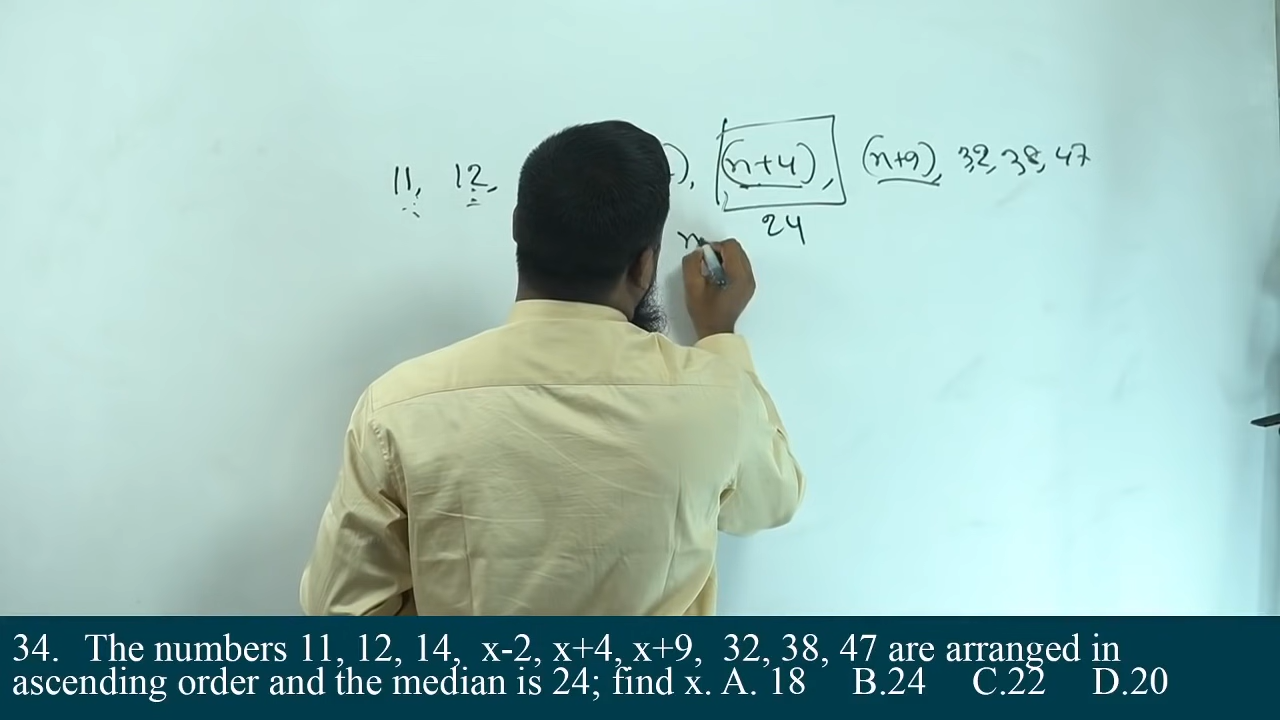 11, 12, ), (x+4), (x+9), 32, 38, 47
24
x
34. The numbers 11, 12, 14, x-2, x+4, x+9, 32, 38, 47 are arranged in
ascending order and the median is 24; find x. A. 18 B.24 C.22 D.20